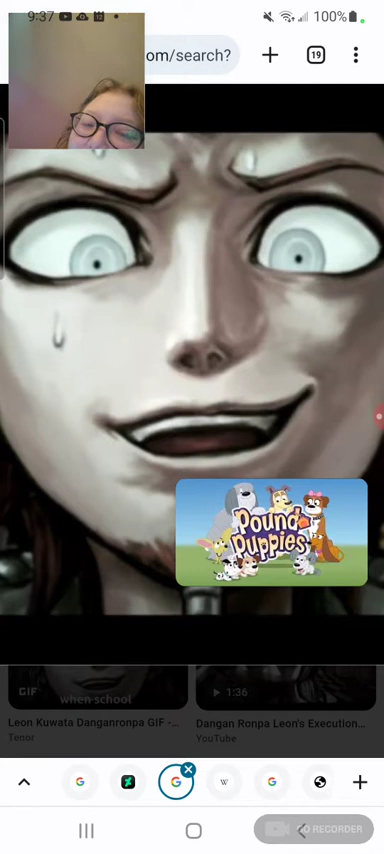 9:37
100%
om/search?
19
Pound
Puppies
GIF
when school
1:36
Leon Kuwata Danganronpa GIF -...
Tenor
Dangan Ronpa Leon's Execution...
YouTube
W
GO RECORDER